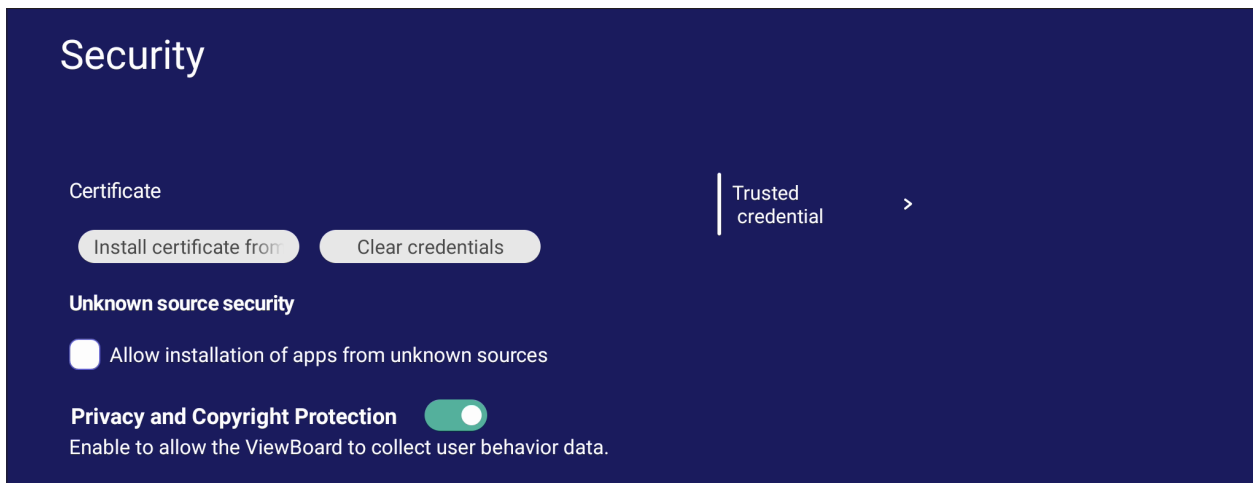 Security
Certificate
Install certificate from
Clear credentials
Trusted
credential
>
Unknown source security
Allow installation of apps from unknown sources
Privacy and Copyright Protection
Enable to allow the ViewBoard to collect user behavior data.